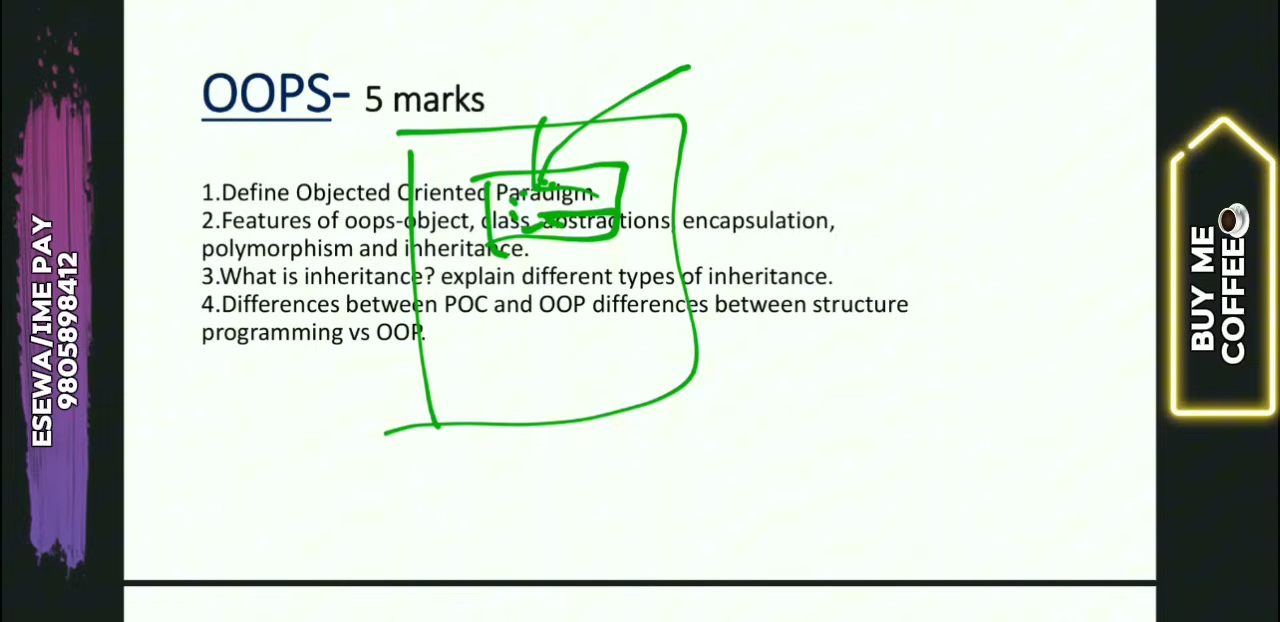 OOPS- 5 marks
1.Define Objected Oriented Paradigm
2.Features of oops-object, class, abstractions, encapsulation,
polymorphism and inheritance.
3.What is inheritance? explain different types of inheritance.
4.Differences between POC and OOP differences between structure
programming vs OOP.
ESEWA/IME PAY
9805898412
BUY ME
COFFEE